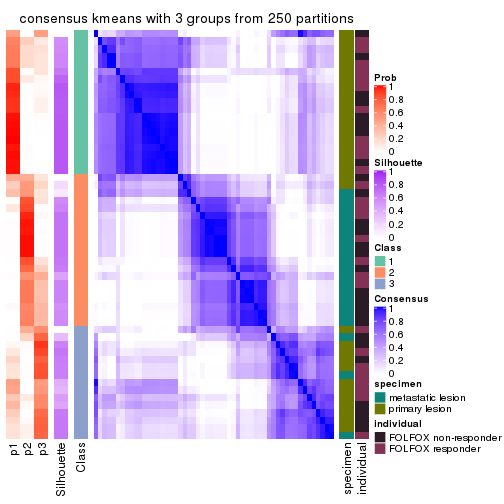 consensus kmeans with 3 groups from 250 partitions
Prob
1
0.8
0.6
0.4
0.2
0
Silhouette
1
0.8
0.6
0.4
0.2
0
Class
1
2
3
Consensus
1
0.8
0.6
0.4
0.2
0
specimen
metastatic lesion
primary lesion
individual
FOLFOX non-responder
FOLFOX responder
p1
p2
p3
Silhouette
Class
specimen
individual